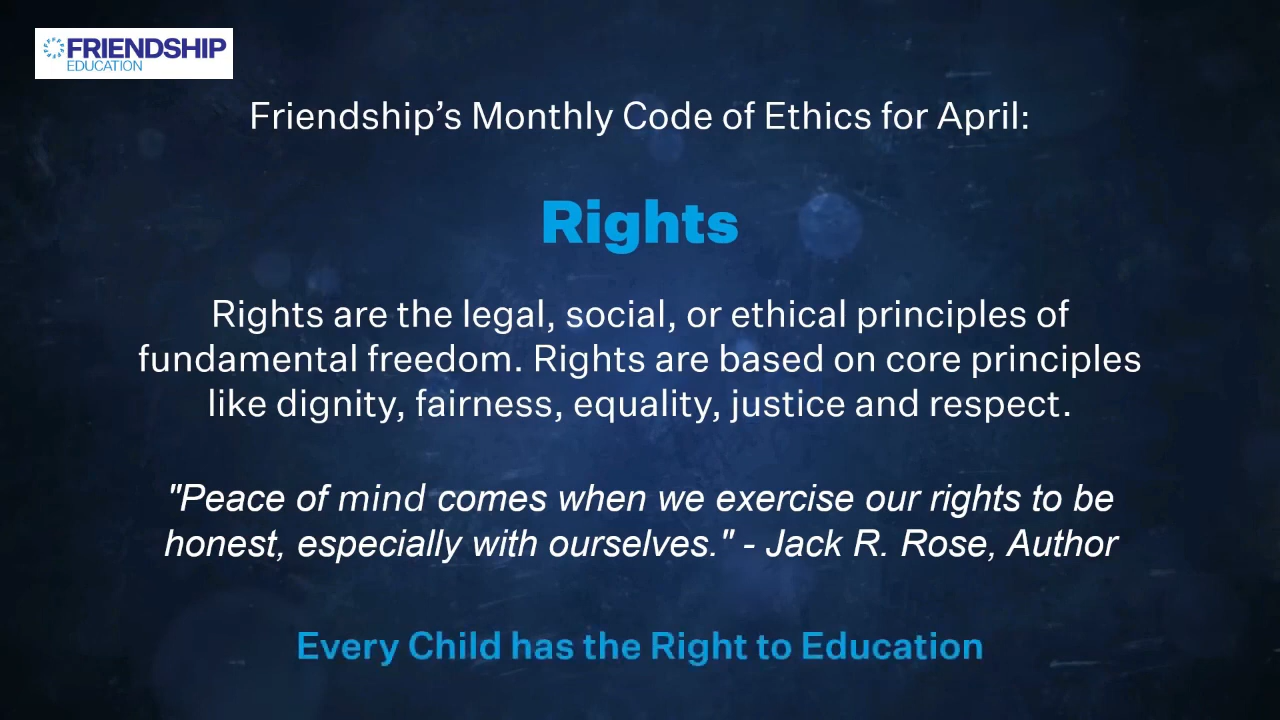 FRIENDSHIP
EDUCATION
Friendship’s Monthly Code of Ethics for April:
Rights
Rights are the legal, social, or ethical principles of
fundamental freedom. Rights are based on core principles
like dignity, fairness, equality, justice and respect.
"Peace of mind comes when we exercise our rights to be
honest, especially with ourselves." - Jack R. Rose, Author
Every Child has the Right to Education